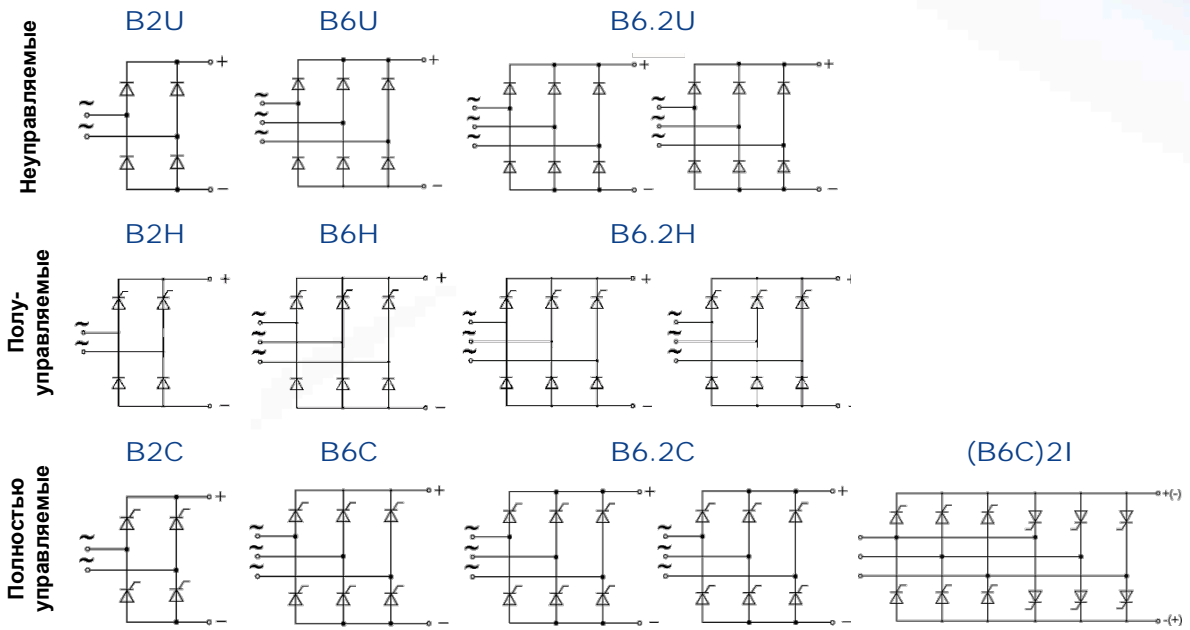 Неуправляемые
B2U B6U B6.2U
~ ~ + −
~ ~ ~ + −
~ ~ ~ + −
~ ~ ~ + −
Полу-
управляемые
B2H B6H B6.2H
~ ~ + −
~ ~ ~ + −
~ ~ ~ + −
~ ~ ~
Полностью
управляемые
B2C B6C B6.2C (B6C)2I
~ ~ + −
~ ~ ~ + −
~ ~ ~ + −
~ ~ ~ + −
+(-)
-(+)